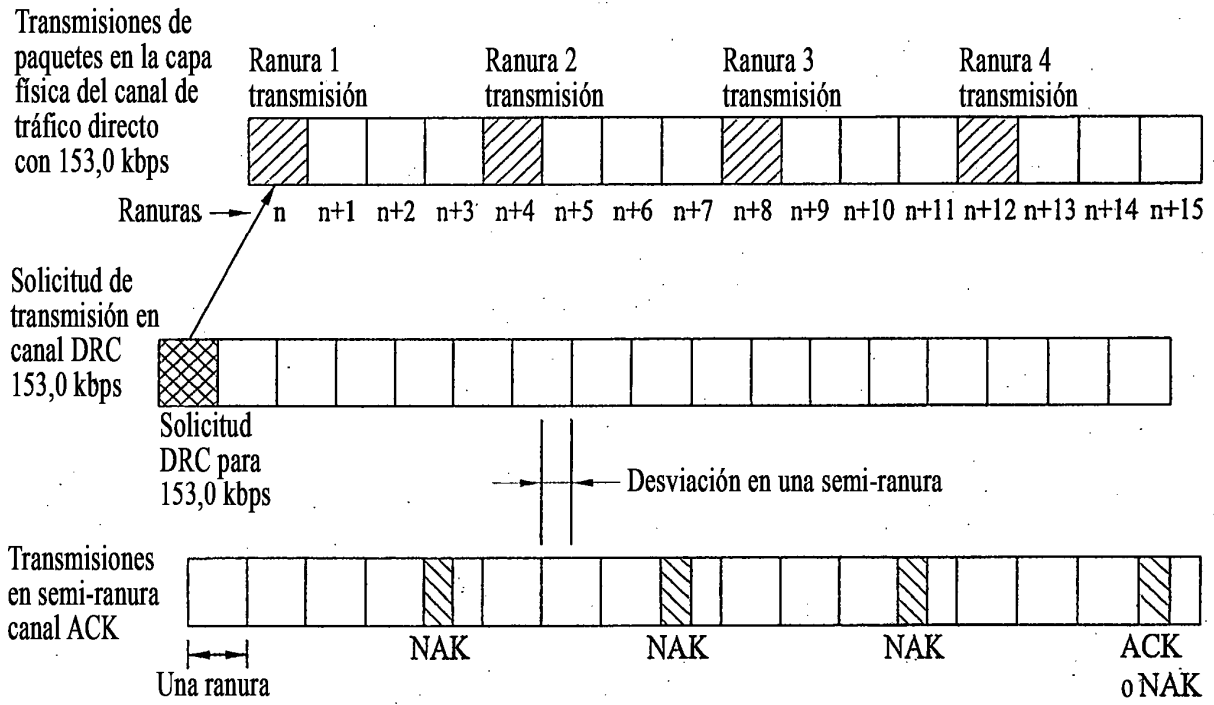 Transmisiones de
paquetes en la capa
física del canal de
tráfico directo
con 153,0 kbps
Ranura 1
transmisión
Ranura 2
transmisión
Ranura 3
transmisión
Ranura 4
transmisión
Ranuras
n n+1 n+2 n+3 n+4 n+5 n+6 n+7 n+8 n+9 n+10 n+11 n+12 n+13 n+14 n+15
Solicitud de
transmisión en
canal DRC
153,0 kbps
Solicitud
DRC para
153,0 kbps
Desviación en una semi-ranura
Transmisiones
en semi-ranura
canal ACK
NAK NAK NAK ACK
o NAK
Una ranura